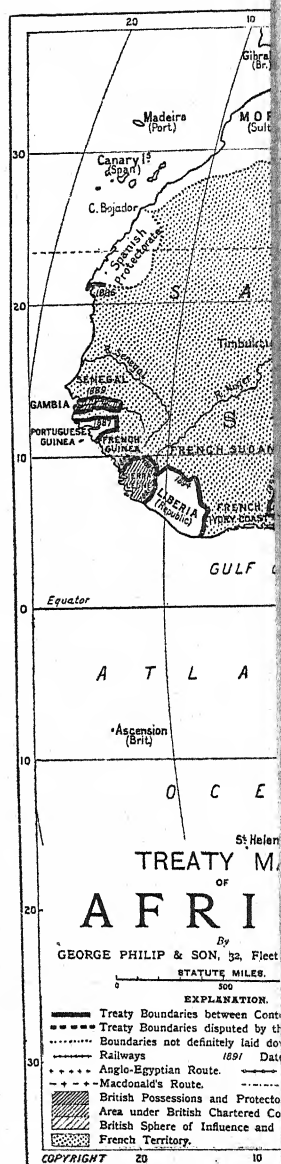 20 10
Gibra
(Br.)
Madeira
(Port.)
MOR
(Sult
30
Canary Is
(Span)
C. Bojador
Spanish
Protectorate
1886
20
S A
Timbuktu
R. Senegal
R. Niger
SENEGAL
1889
GAMBIA
1887
PORTUGUESE
GUINEA
FRENCH
GUINEA
S
10
FRENCH SUDAN
SIERRA
LEONE
LIBERIA
(Republic)
FRENCH
IVORY COAST
GULF
Equator
0
A T L A
Ascension
(Brit.)
10
O C E
St Helen
TREATY MA
OF
20
AFRI
By
GEORGE PHILIP & SON, 32, Fleet
STATUTE MILES.
500
EXPLANATION.
Treaty Boundaries between Cont
Treaty Boundaries disputed by th
Boundaries not definitely laid do
Railways 1891 Dat
Anglo-Egyptian Route.
30
Macdonald's Route.
British Possessions and Protecto
Area under British Chartered Co
British Sphere of Influence and
French Territory.
COPYRIGHT 20 10